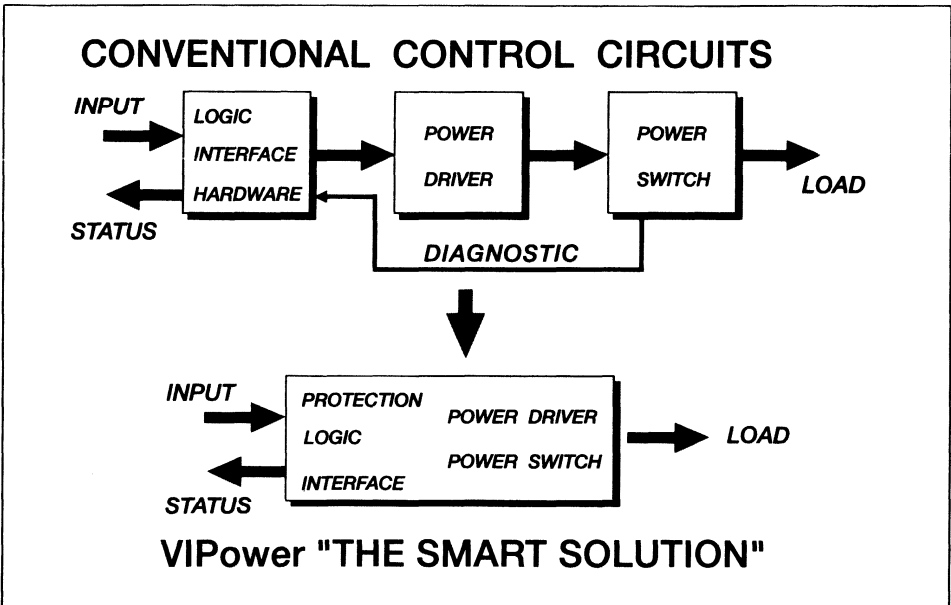 CONVENTIONAL CONTROL CIRCUITS
INPUT
STATUS
LOGIC
INTERFACE
HARDWARE
POWER
DRIVER
POWER
SWITCH
LOAD
DIAGNOSTIC
INPUT
STATUS
PROTECTION
LOGIC
INTERFACE
POWER DRIVER
POWER SWITCH
LOAD
VIPower "THE SMART SOLUTION"